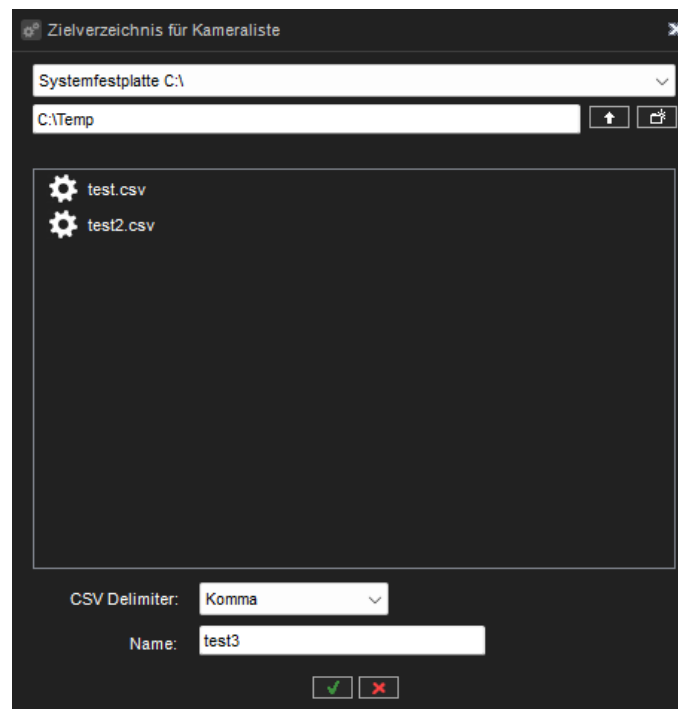 Zielverzeichnis für Kameraliste
Systemfestplatte C:\
C:\Temp
test.csv
test2.csv
CSV Delimiter: Komma
Name: test3